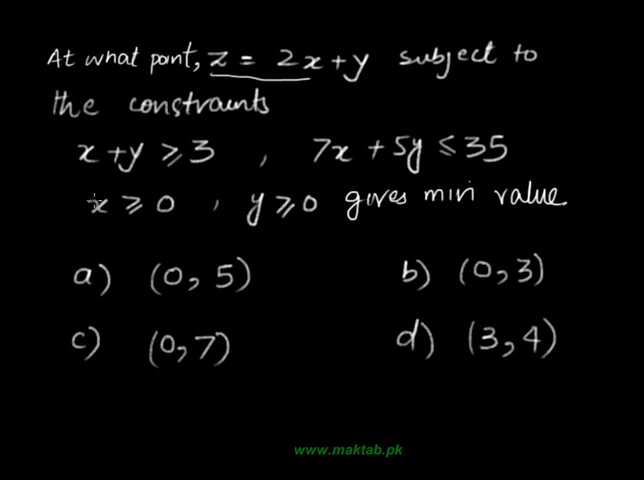 At what point, z = 2x + y subject to
the constraints
x + y ≥ 3 , 7x + 5y ≤ 35
x ≥ 0 , y ≥ 0 gives min value.
a) (0, 5) b) (0, 3)
c) (0, 7) d) (3, 4)
www.maktab.pk